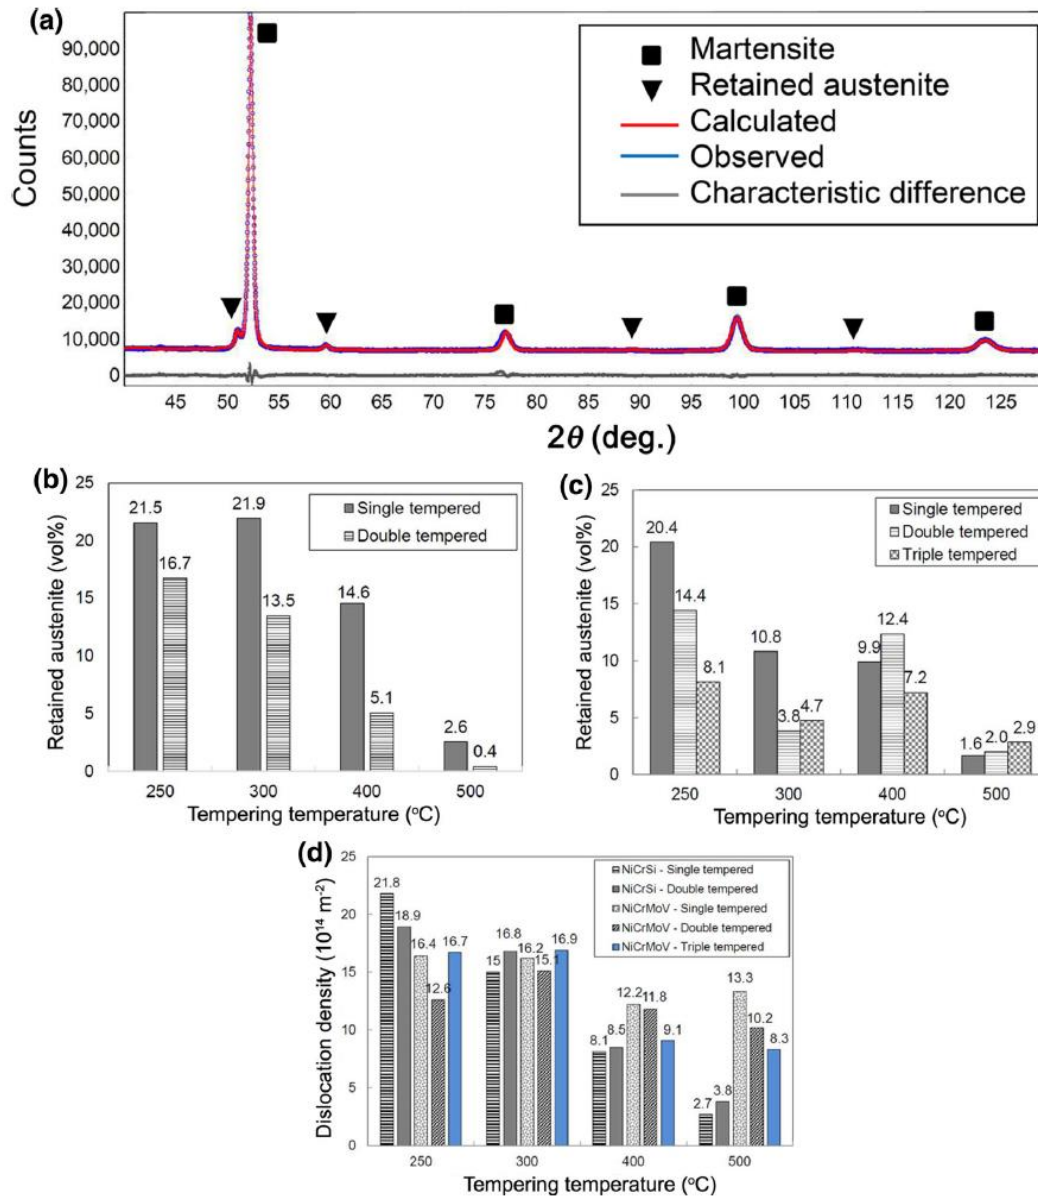 (a)
90,000
80,000
70,000
60,000
50,000
40,000
30,000
20,000
10,000
0
Counts
Martensite
Retained austenite
Calculated
Observed
Characteristic difference
45 50 55 60 65 70 75 80 85 90 95 100 105 110 115 120 125
2θ (deg.)
(b)
Retained austenite (vol%)
25
20
15
10
5
0
Single tempered
Double tempered
21.5 16.7 21.9 13.5 14.6 5.1 2.6 0.4
250 300 400 500
Tempering temperature (°C)
(c)
Retained austenite (vol%)
25
20
15
10
5
0
Single tempered
Double tempered
Triple tempered
20.4 14.4 8.1 10.8 3.8 4.7 9.9 12.4 7.2 1.6 2.0 2.9
250 300 400 500
Tempering temperature (°C)
(d)
Dislocation density (10¹⁴ m⁻²)
25
20
15
10
5
0
NiCrSi - Single tempered
NiCrSi - Double tempered
NiCrMoV - Single tempered
NiCrMoV - Double tempered
NiCrMoV - Triple tempered
21.8 18.9 16.4 12.6 16.7 15 16.8 16.2 15.1 16.9 8.1 8.5 12.2 11.8 9.1 2.7 3.8 13.3 10.2 8.3
250 300 400 500
Tempering temperature (°C)